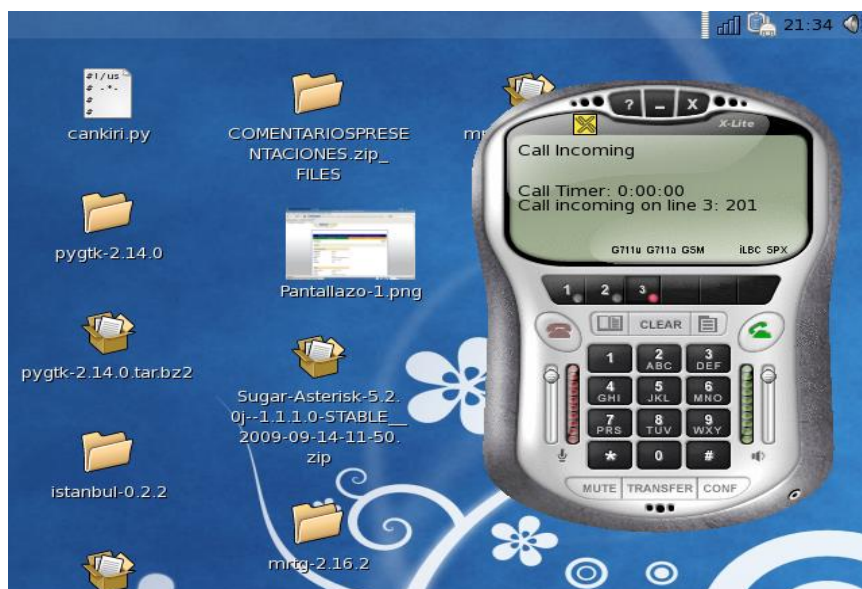 21:34
#!/us
# -*-
#
#
cankiri.py
COMENTARIOSPRESE
NTACIONES.zip_
FILES
pygtk-2.14.0
Pantallazo-1.png
pygtk-2.14.0.tar.bz2
Sugar-Asterisk-5.2.
0j--1.1.1.0-STABLE__
2009-09-14-11-50.
zip
istanbul-0.2.2
mrtg-2.16.2
? – X
X-Lite
Call Incoming
Call Timer: 0:00:00
Call incoming on line 3: 201
G711u G711a GSM iLBC SPX
1 2 3
CLEAR
1 2 ABC 3 DEF
4 GHI 5 JKL 6 MNO
7 PRS 8 TUV 9 WXY
* 0 #
MUTE TRANSFER CONF